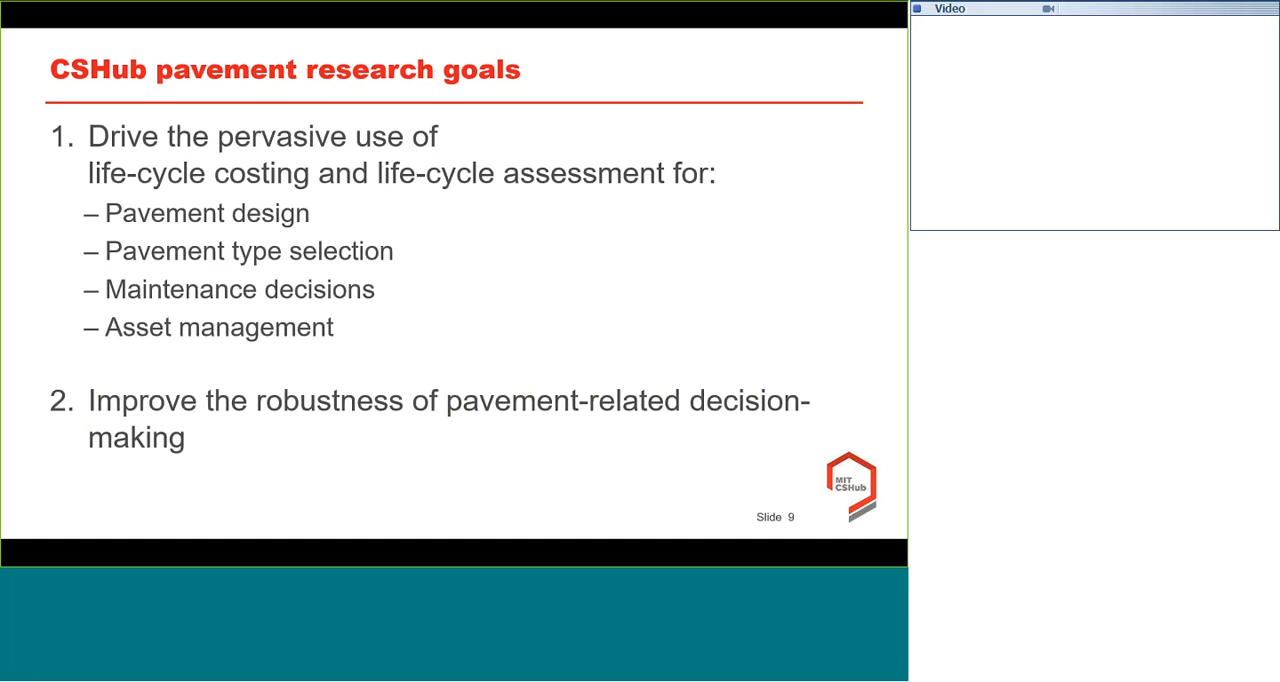 Video
CSHub pavement research goals
1. Drive the pervasive use of
life-cycle costing and life-cycle assessment for:
– Pavement design
– Pavement type selection
– Maintenance decisions
– Asset management
2. Improve the robustness of pavement-related decision-
making
MIT
CSHub
Slide 9